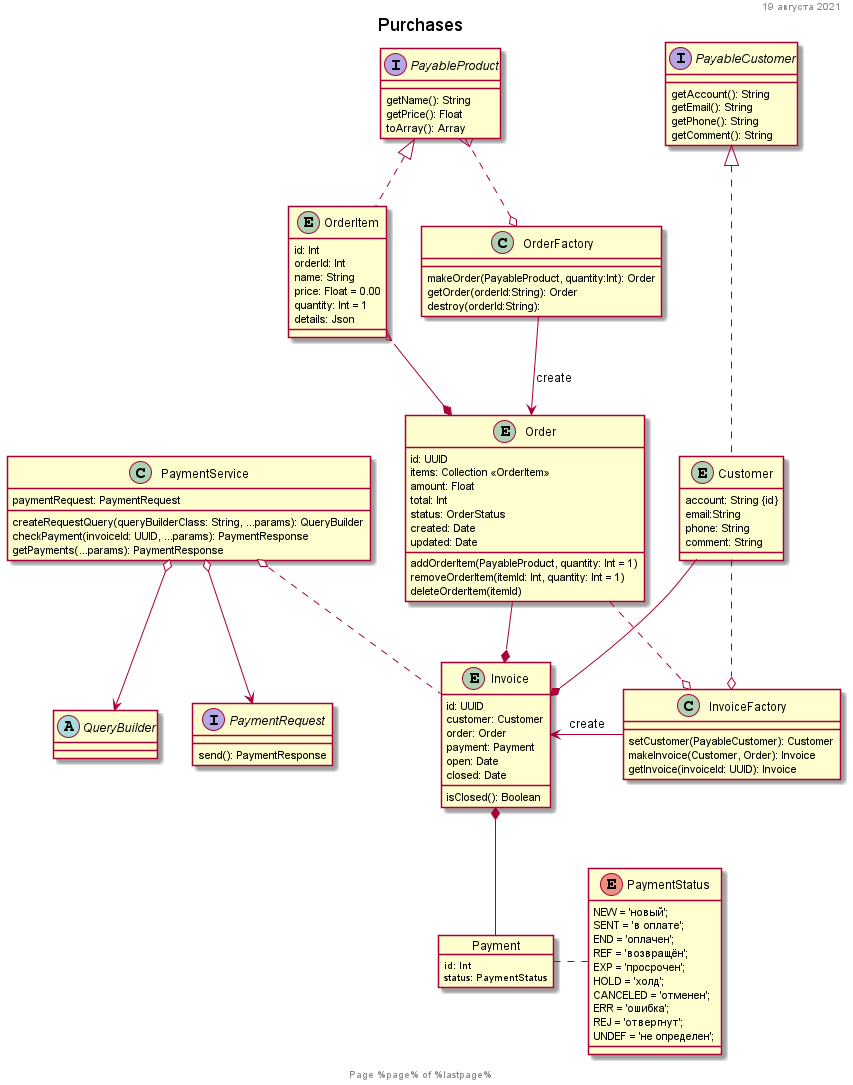 19 августа 2021
Purchases
I PayableProduct
getName(): String
getPrice(): Float
toArray(): Array
I PayableCustomer
getAccount(): String
getEmail(): String
getPhone(): String
getComment(): String
E OrderItem
id: Int
orderId: Int
name: String
price: Float = 0.00
quantity: Int = 1
details: Json
C OrderFactory
makeOrder(PayableProduct, quantity:Int): Order
getOrder(orderId:String): Order
destroy(orderId:String):
create
E Order
id: UUID
items: Collection «OrderItem»
amount: Float
total: Int
status: OrderStatus
created: Date
updated: Date
addOrderItem(PayableProduct, quantity: Int = 1)
removeOrderItem(itemId: Int, quantity: Int = 1)
deleteOrderItem(itemId)
C PaymentService
paymentRequest: PaymentRequest
createRequestQuery(queryBuilderClass: String, ...params): QueryBuilder
checkPayment(invoiceId: UUID, ...params): PaymentResponse
getPayments(...params): PaymentResponse
E Customer
account: String {id}
email:String
phone: String
comment: String
A QueryBuilder
I PaymentRequest
send(): PaymentResponse
E Invoice
id: UUID
customer: Customer
order: Order
payment: Payment
open: Date
closed: Date
isClosed(): Boolean
create
C InvoiceFactory
setCustomer(PayableCustomer): Customer
makeInvoice(Customer, Order): Invoice
getInvoice(invoiceId: UUID): Invoice
Payment
id: Int
status: PaymentStatus
E PaymentStatus
NEW = 'новый';
SENT = 'в оплате';
END = 'оплачен';
REF = 'возвращён';
EXP = 'просрочен';
HOLD = 'холд';
CANCELED = 'отменен';
ERR = 'ошибка';
REJ = 'отвергнут';
UNDEF = 'не определен';
Page %page% of %lastpage%